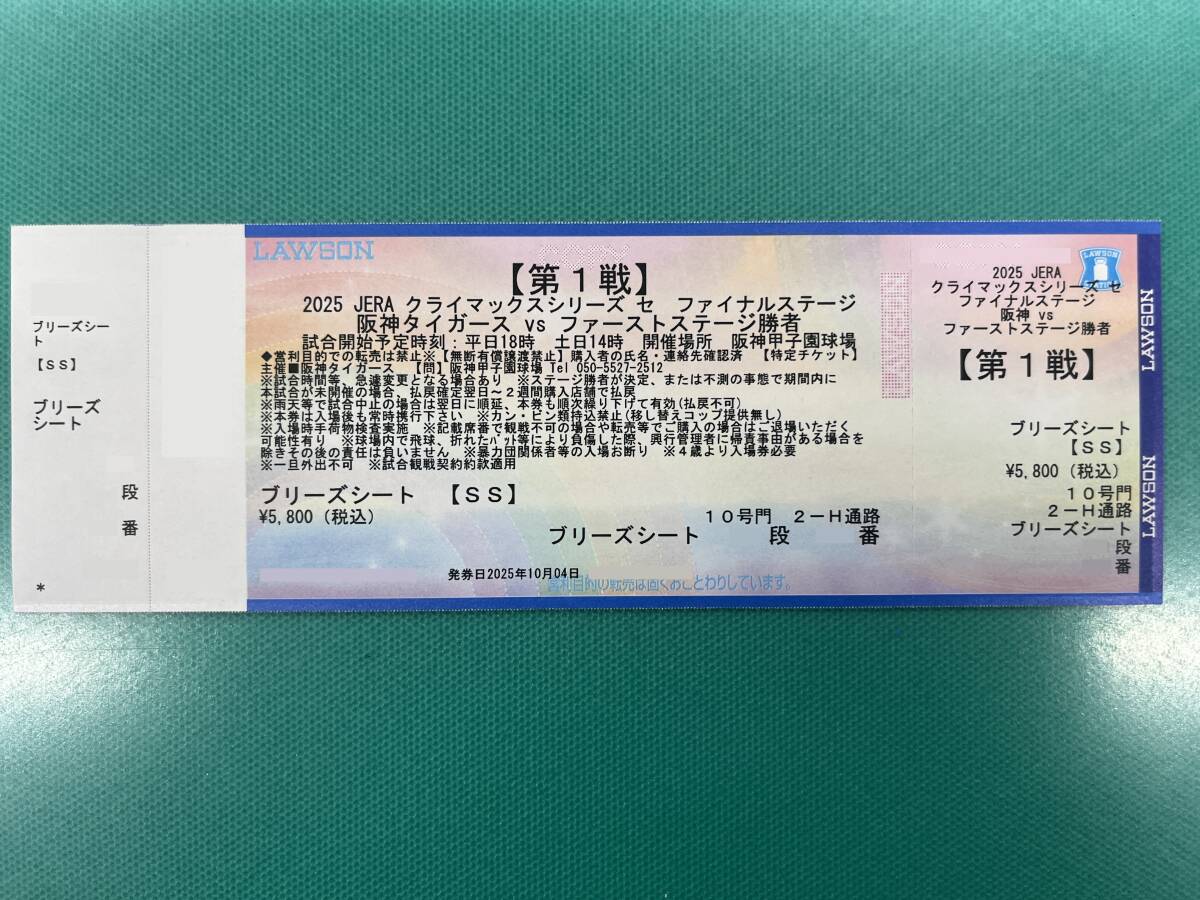 ブリーズシー
ト
【ＳＳ】
ブリーズ
シート
段
番
*
LAWSON
【第１戦】
2025 JERA クライマックスシリーズ セ　ファイナルステージ
阪神タイガース vs ファーストステージ勝者
試合開始予定時刻：平日18時　土日14時　開催場所　阪神甲子園球場
◆営利目的での転売は禁止※【無断有償譲渡禁止】購入者の氏名・連絡先確認済　【特定チケット】
主催■阪神タイガース　【問】阪神甲子園球場 Tel 050-5527-2512
※試合時間等、急遽変更となる場合あり　※ステージ勝者が決定、または不測の事態で期間内に
本試合が未開催の場合、払戻確定翌日～２週間購入店舗で払戻
※雨天等で試合中止の場合は翌日に順延、本券も順次繰り下げて有効(払戻不可)
※本券は入場後も常時携行下さい　※カン・ビン類持込禁止(移し替えコップ提供無し)
※入場時手荷物検査実施　※記載席番で観戦不可の場合や転売等でご購入の場合はご退場いただく
可能性有り　※球場内で飛球、折れたﾊﾞｯﾄ等により負傷した際、興行管理者に帰責事由がある場合を
除きその後の責任は負いません　※暴力団関係者等の入場お断り　※４歳より入場券必要
※一旦外出不可　※試合観戦契約約款適用
ブリーズシート　【ＳＳ】
¥5,800（税込）
１０号門　２－Ｈ通路
ブリーズシート　段　番
発券日2025年10月04日
営利目的の転売は固くおことわりしています。
LAWSON
2025 JERA
クライマックスシリーズ セ
ファイナルステージ
阪神 vs
ファーストステージ勝者
【第１戦】
ブリーズシート
【ＳＳ】
¥5,800（税込）
１０号門
２－Ｈ通路
ブリーズシート
段
番
LAWSON
LAWSON